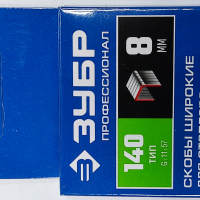 ЗУБР
ПРОФЕССИОНАЛ
140
ТИП
G·11·57
8
ММ
СКОБЫ ШИРОКИЕ